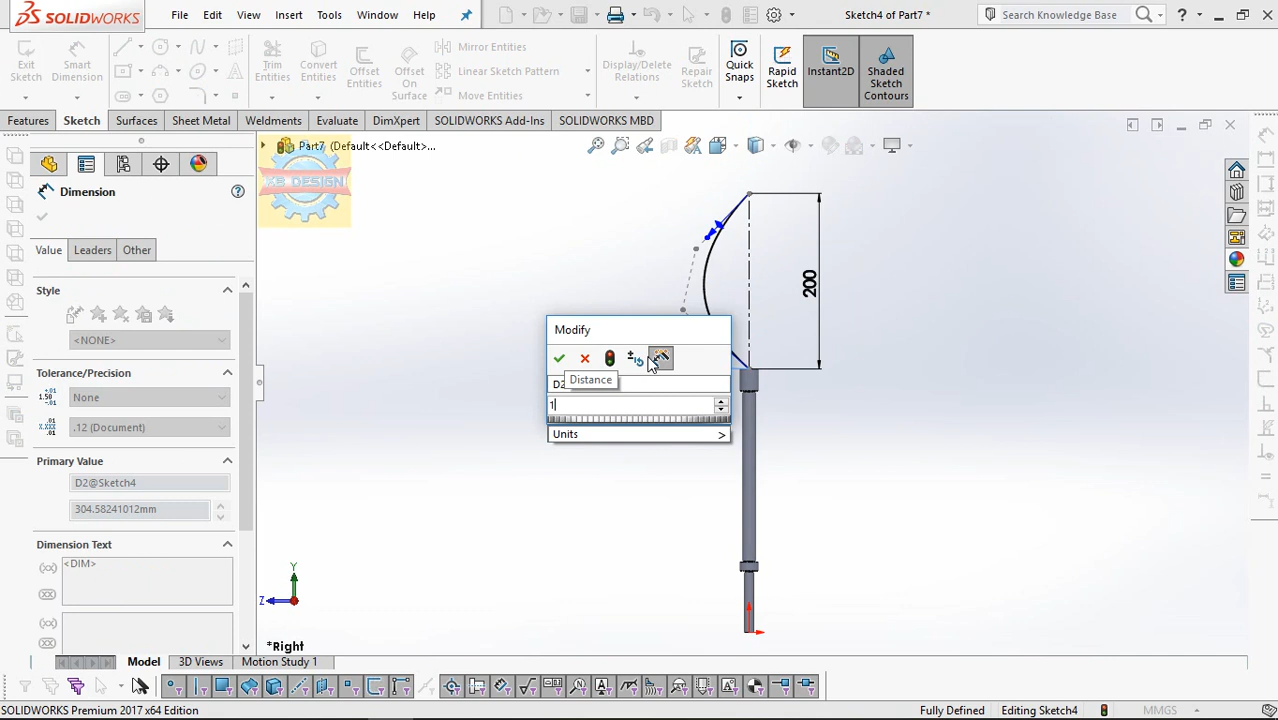 SOLIDWORKS
File Edit View Insert Tools Window Help
Sketch4 of Part7 *
Search Knowledge Base
Exit Sketch
Smart Dimension
Trim Entities
Convert Entities
Offset Entities
Offset On Surface
Mirror Entities
Linear Sketch Pattern
Move Entities
Display/Delete Relations
Repair Sketch
Quick Snaps
Rapid Sketch
Instant2D
Shaded Sketch Contours
Features Sketch Surfaces Sheet Metal Weldments Evaluate DimXpert SOLIDWORKS Add-Ins SOLIDWORKS MBD
Part7 (Default<<Default>...
KB DESIGN
Dimension
Value Leaders Other
Style
<NONE>
Tolerance/Precision
None
.12 (Document)
Primary Value
D2@Sketch4
304.58241012mm
Dimension Text
<DIM>
200
Modify
D2
Distance
1
Units >
Y
Z
*Right
Model 3D Views Motion Study 1
SOLIDWORKS Premium 2017 x64 Edition
Fully Defined Editing Sketch4 MMGS